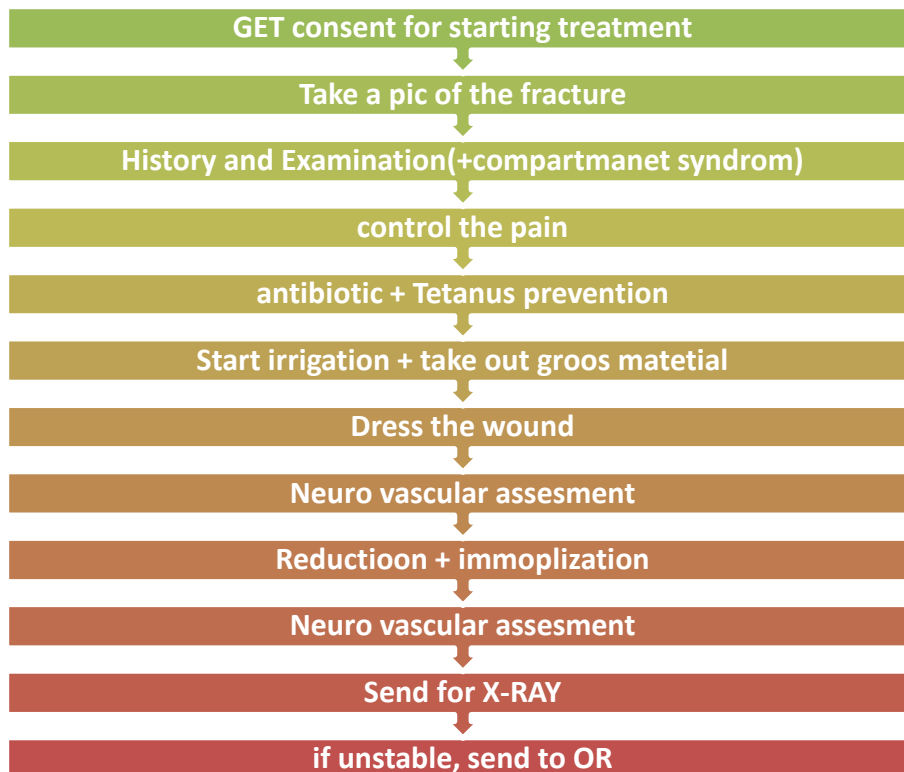 GET consent for starting treatment
Take a pic of the fracture
History and Examination(+compartmanet syndrom)
control the pain
antibiotic + Tetanus prevention
Start irrigation + take out groos matetial
Dress the wound
Neuro vascular assesment
Reductioon + immoplization
Neuro vascular assesment
Send for X-RAY
if unstable, send to OR